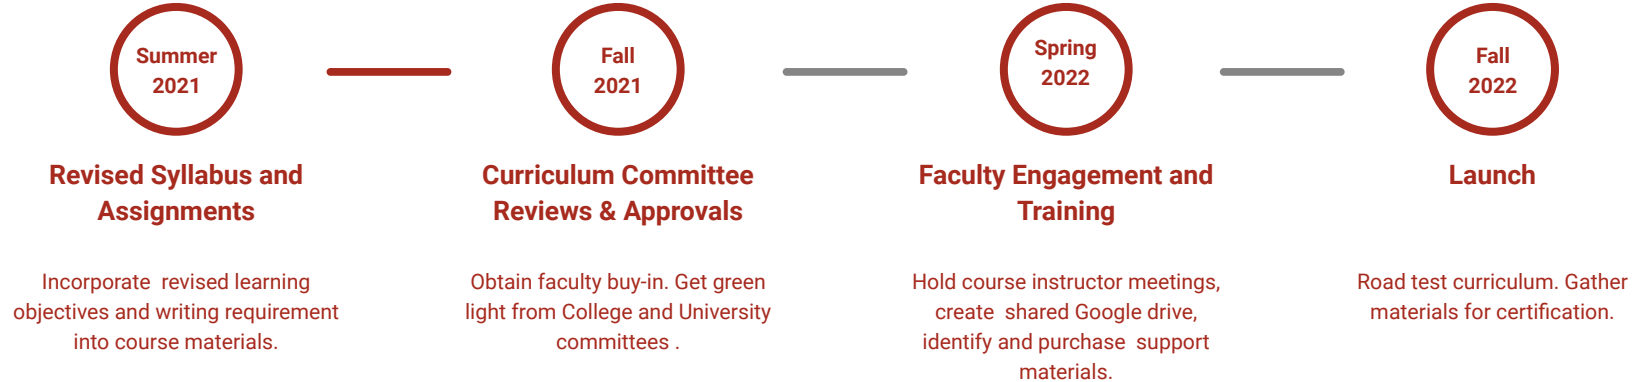 Summer
2021
Revised Syllabus and
Assignments
Incorporate  revised learning
objectives and writing requirement
into course materials.
Fall
2021
Curriculum Committee
Reviews & Approvals
Obtain faculty buy-in. Get green
light from College and University
committees .
Spring
2022
Faculty Engagement and
Training
Hold course instructor meetings,
create  shared Google drive,
identify and purchase  support
materials.
Fall
2022
Launch
Road test curriculum. Gather
materials for certification.